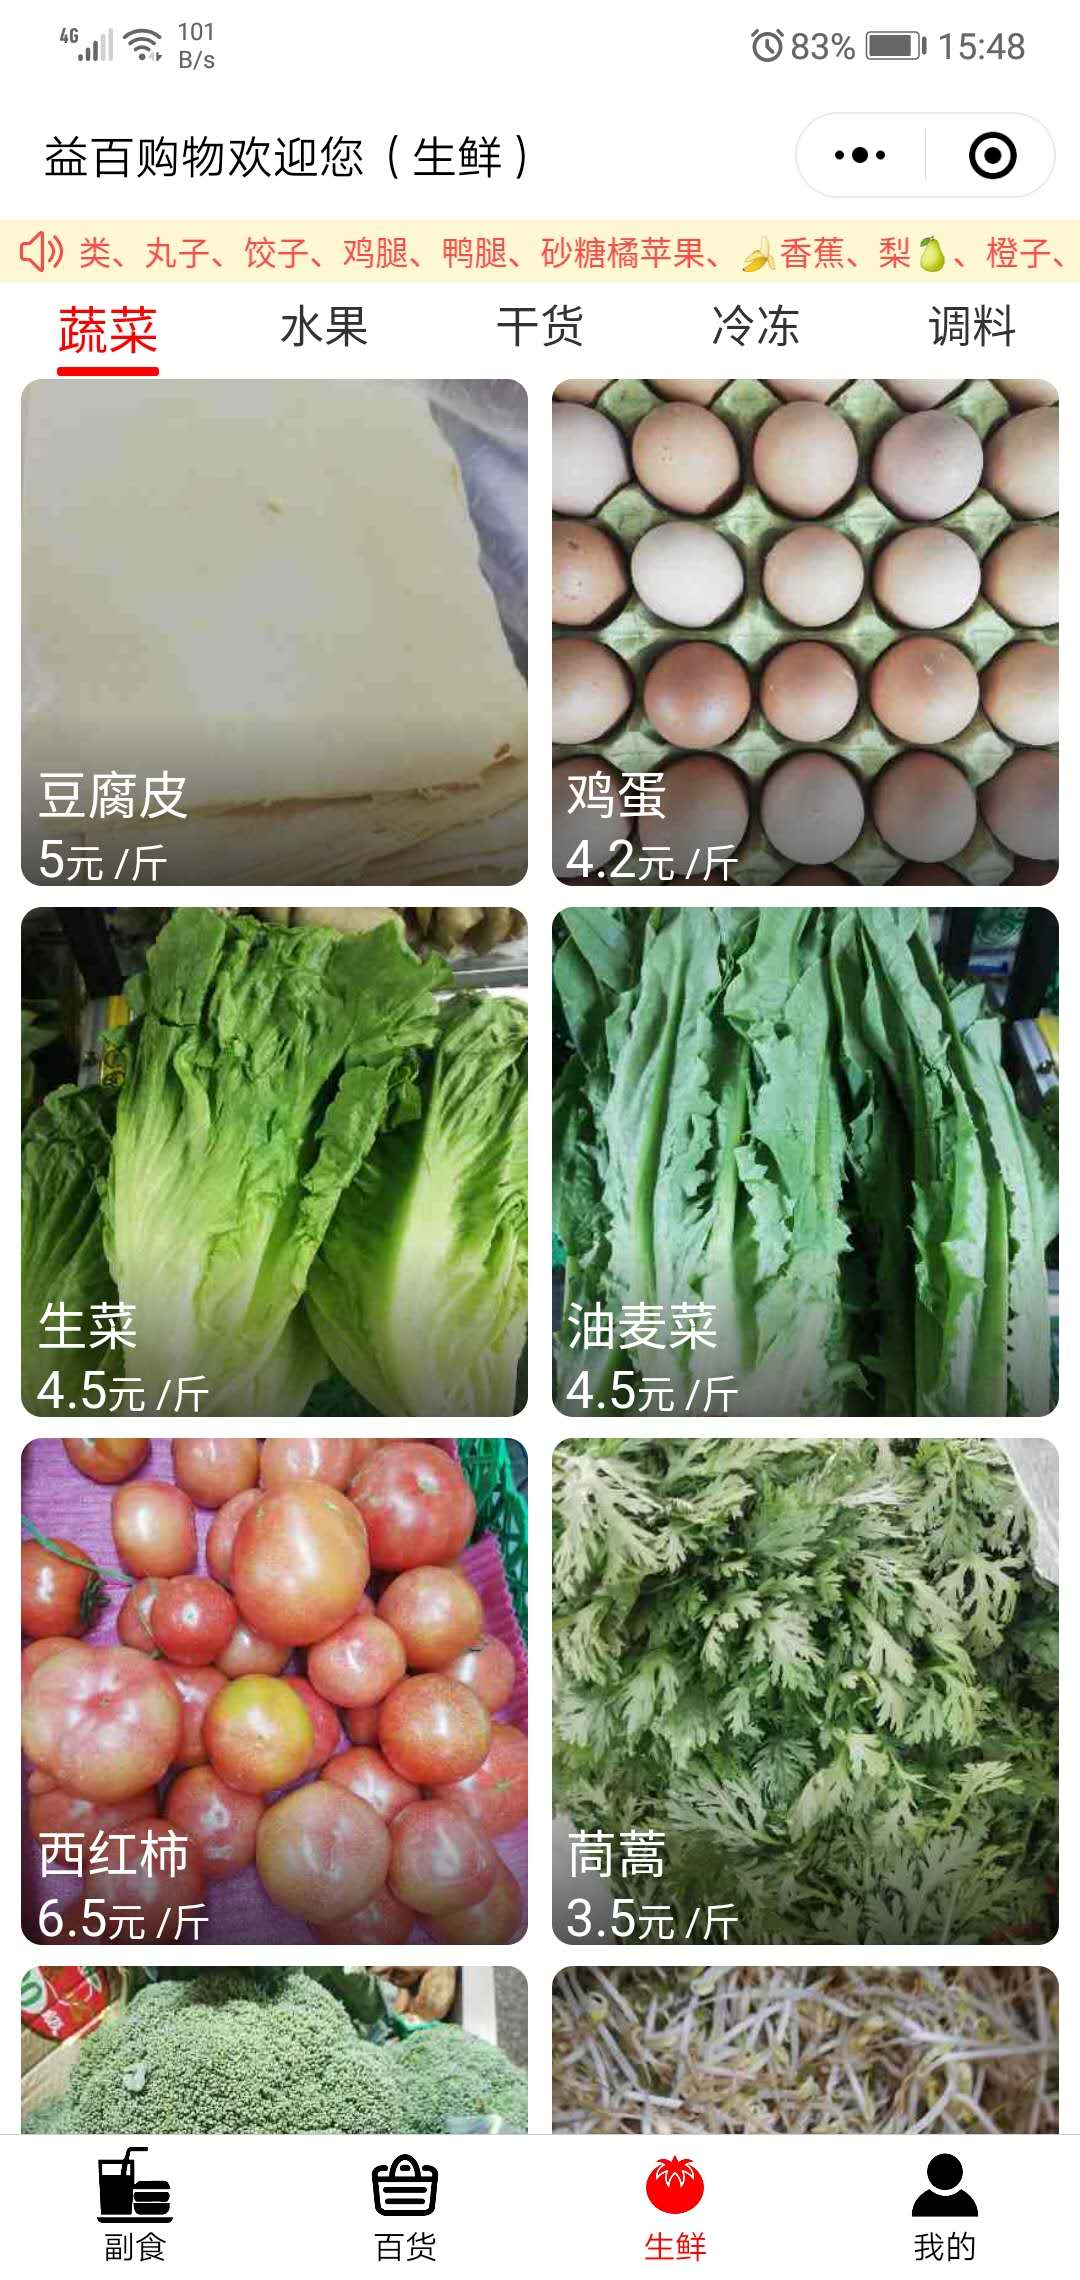 4G 101 B/s 83% 15:48
益百购物欢迎您（生鲜）
类、丸子、饺子、鸡腿、鸭腿、砂糖橘苹果、🍌香蕉、梨🍐、橙子、
蔬菜 水果 干货 冷冻 调料
豆腐皮
5元 /斤
鸡蛋
4.2元 /斤
生菜
4.5元 /斤
油麦菜
4.5元 /斤
西红柿
6.5元 /斤
茼蒿
3.5元 /斤
副食 百货 生鲜 我的